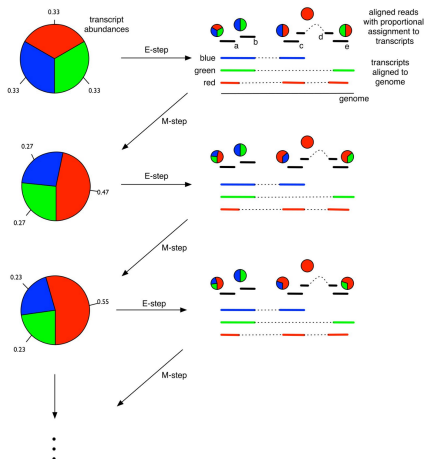 0.33
transcript
abundances
0.33
0.33
E-step
a
b
c
d
e
aligned reads
with proportional
assignment to
transcripts
blue
green
red
transcripts
aligned to
genome
genome
M-step
0.27
0.47
0.27
E-step
M-step
0.23
0.55
0.23
E-step
M-step